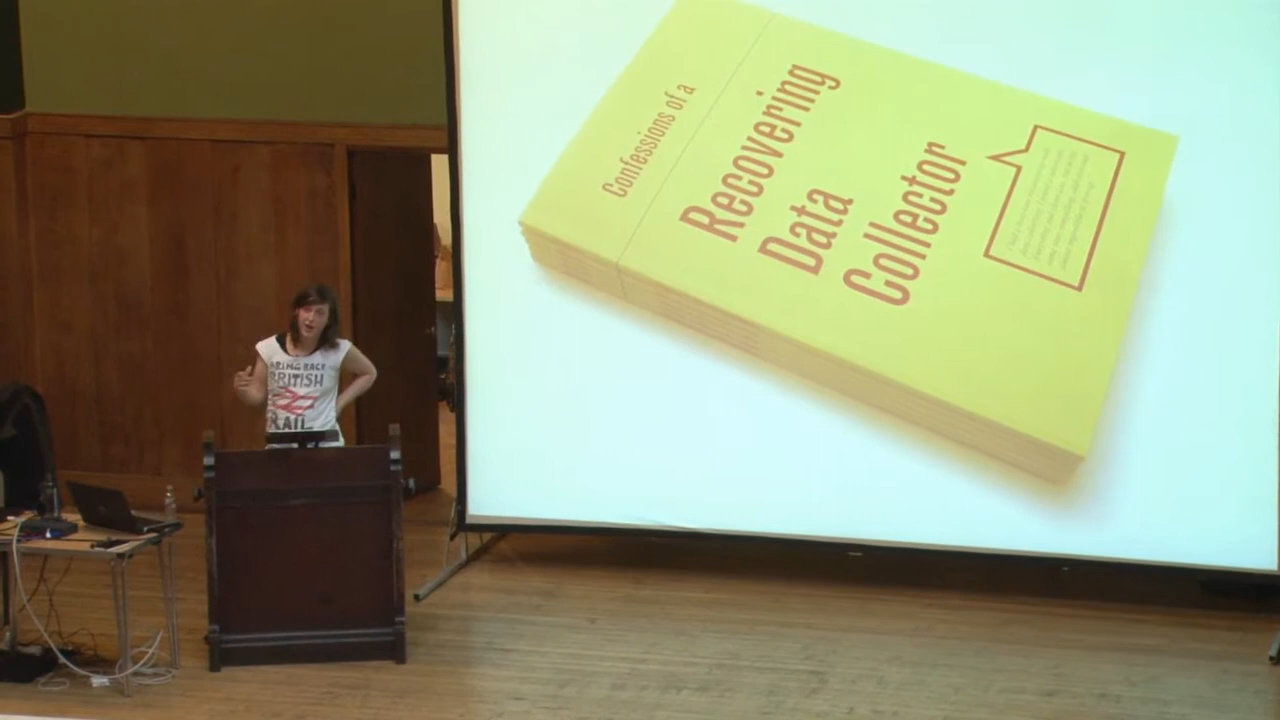 Confessions of a
Recovering
Data
Collector
BRING BACK
BRITISH
RAIL